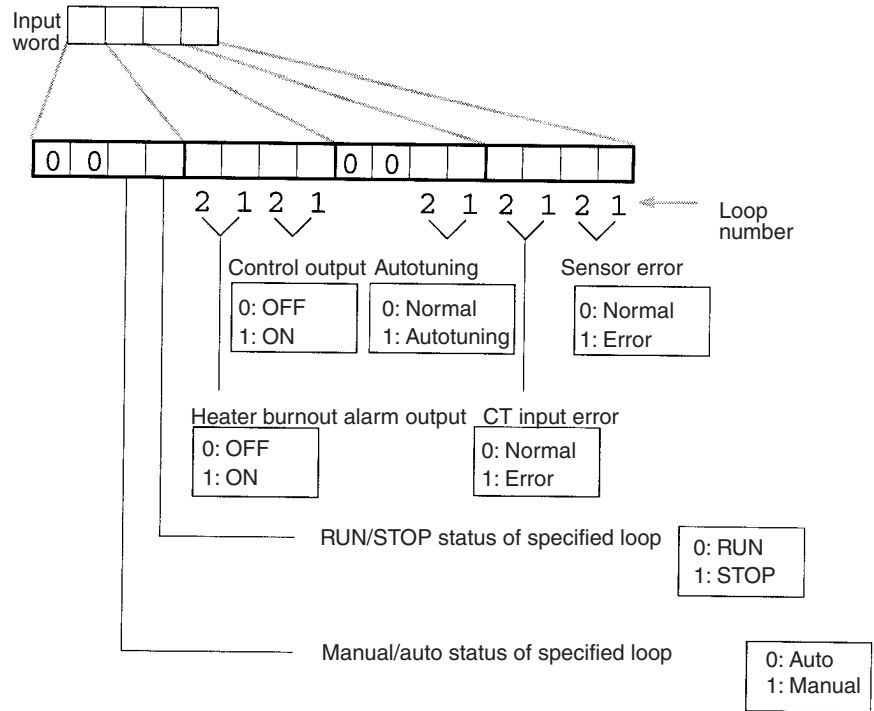 Input
word
0 0 0 0
2 1 2 1 2 1 2 1 2 1
Loop
number
Control output Autotuning Sensor error
0: OFF 0: Normal 0: Normal
1: ON 1: Autotuning 1: Error
Heater burnout alarm output CT input error
0: OFF 0: Normal
1: ON 1: Error
RUN/STOP status of specified loop
0: RUN
1: STOP
Manual/auto status of specified loop
0: Auto
1: Manual